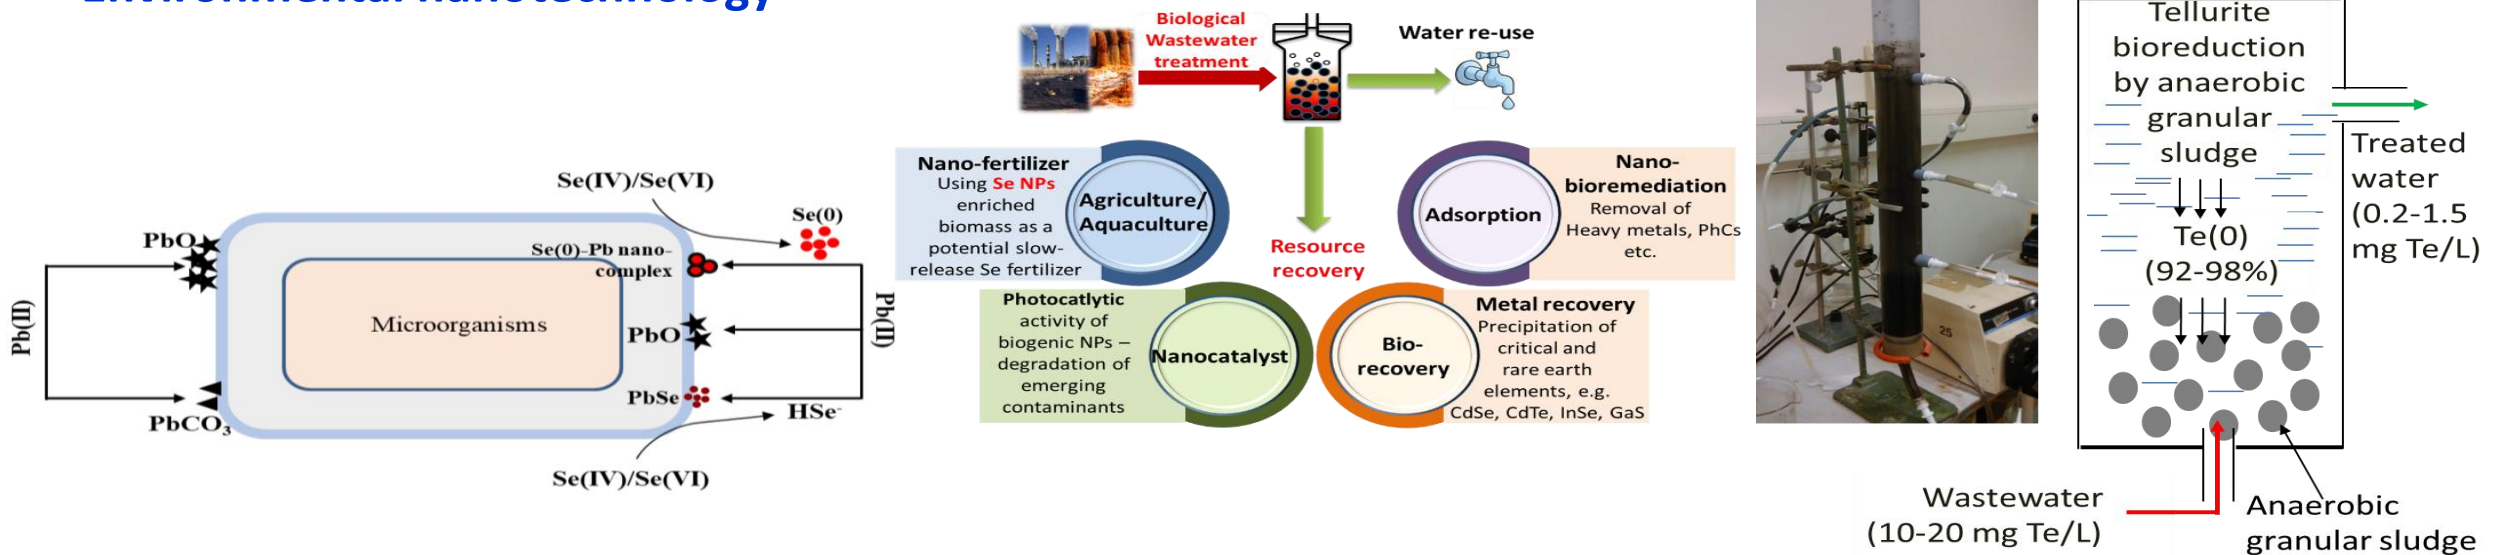 Environmental nanotechnology
Se(IV)/Se(VI)
Se(0)
PbO
Se(0)-Pb nano-
complex
Pb(II)
Microorganisms
PbO
Pb(II)
PbSe
HSe⁻
PbCO₃
Se(IV)/Se(VI)
Biological
Wastewater
treatment
Water re-use
Resource
recovery
Nano-fertilizer
Using Se NPs
enriched
biomass as a
potential slow-
release Se fertilizer
Agriculture/
Aquaculture
Adsorption
Nano-
bioremediation
Removal of
Heavy metals, PhCs
etc.
Photocatlytic
activity of
biogenic NPs –
degradation of
emerging
contaminants
Nanocatalyst
Bio-
recovery
Metal recovery
Precipitation of
critical and
rare earth
elements, e.g.
CdSe, CdTe, InSe, GaS
25
Tellurite
bioreduction
by anaerobic
granular
sludge
Te(0)
(92-98%)
Treated
water
(0.2-1.5
mg Te/L)
Wastewater
(10-20 mg Te/L)
Anaerobic
granular sludge